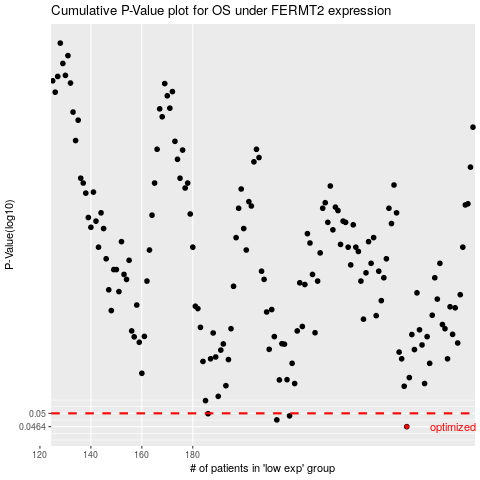 Cumulative P-Value plot for OS under FERMT2 expression
P-Value(log10)
0.05
0.0464
optimized
120 140 160 180
# of patients in 'low exp' group